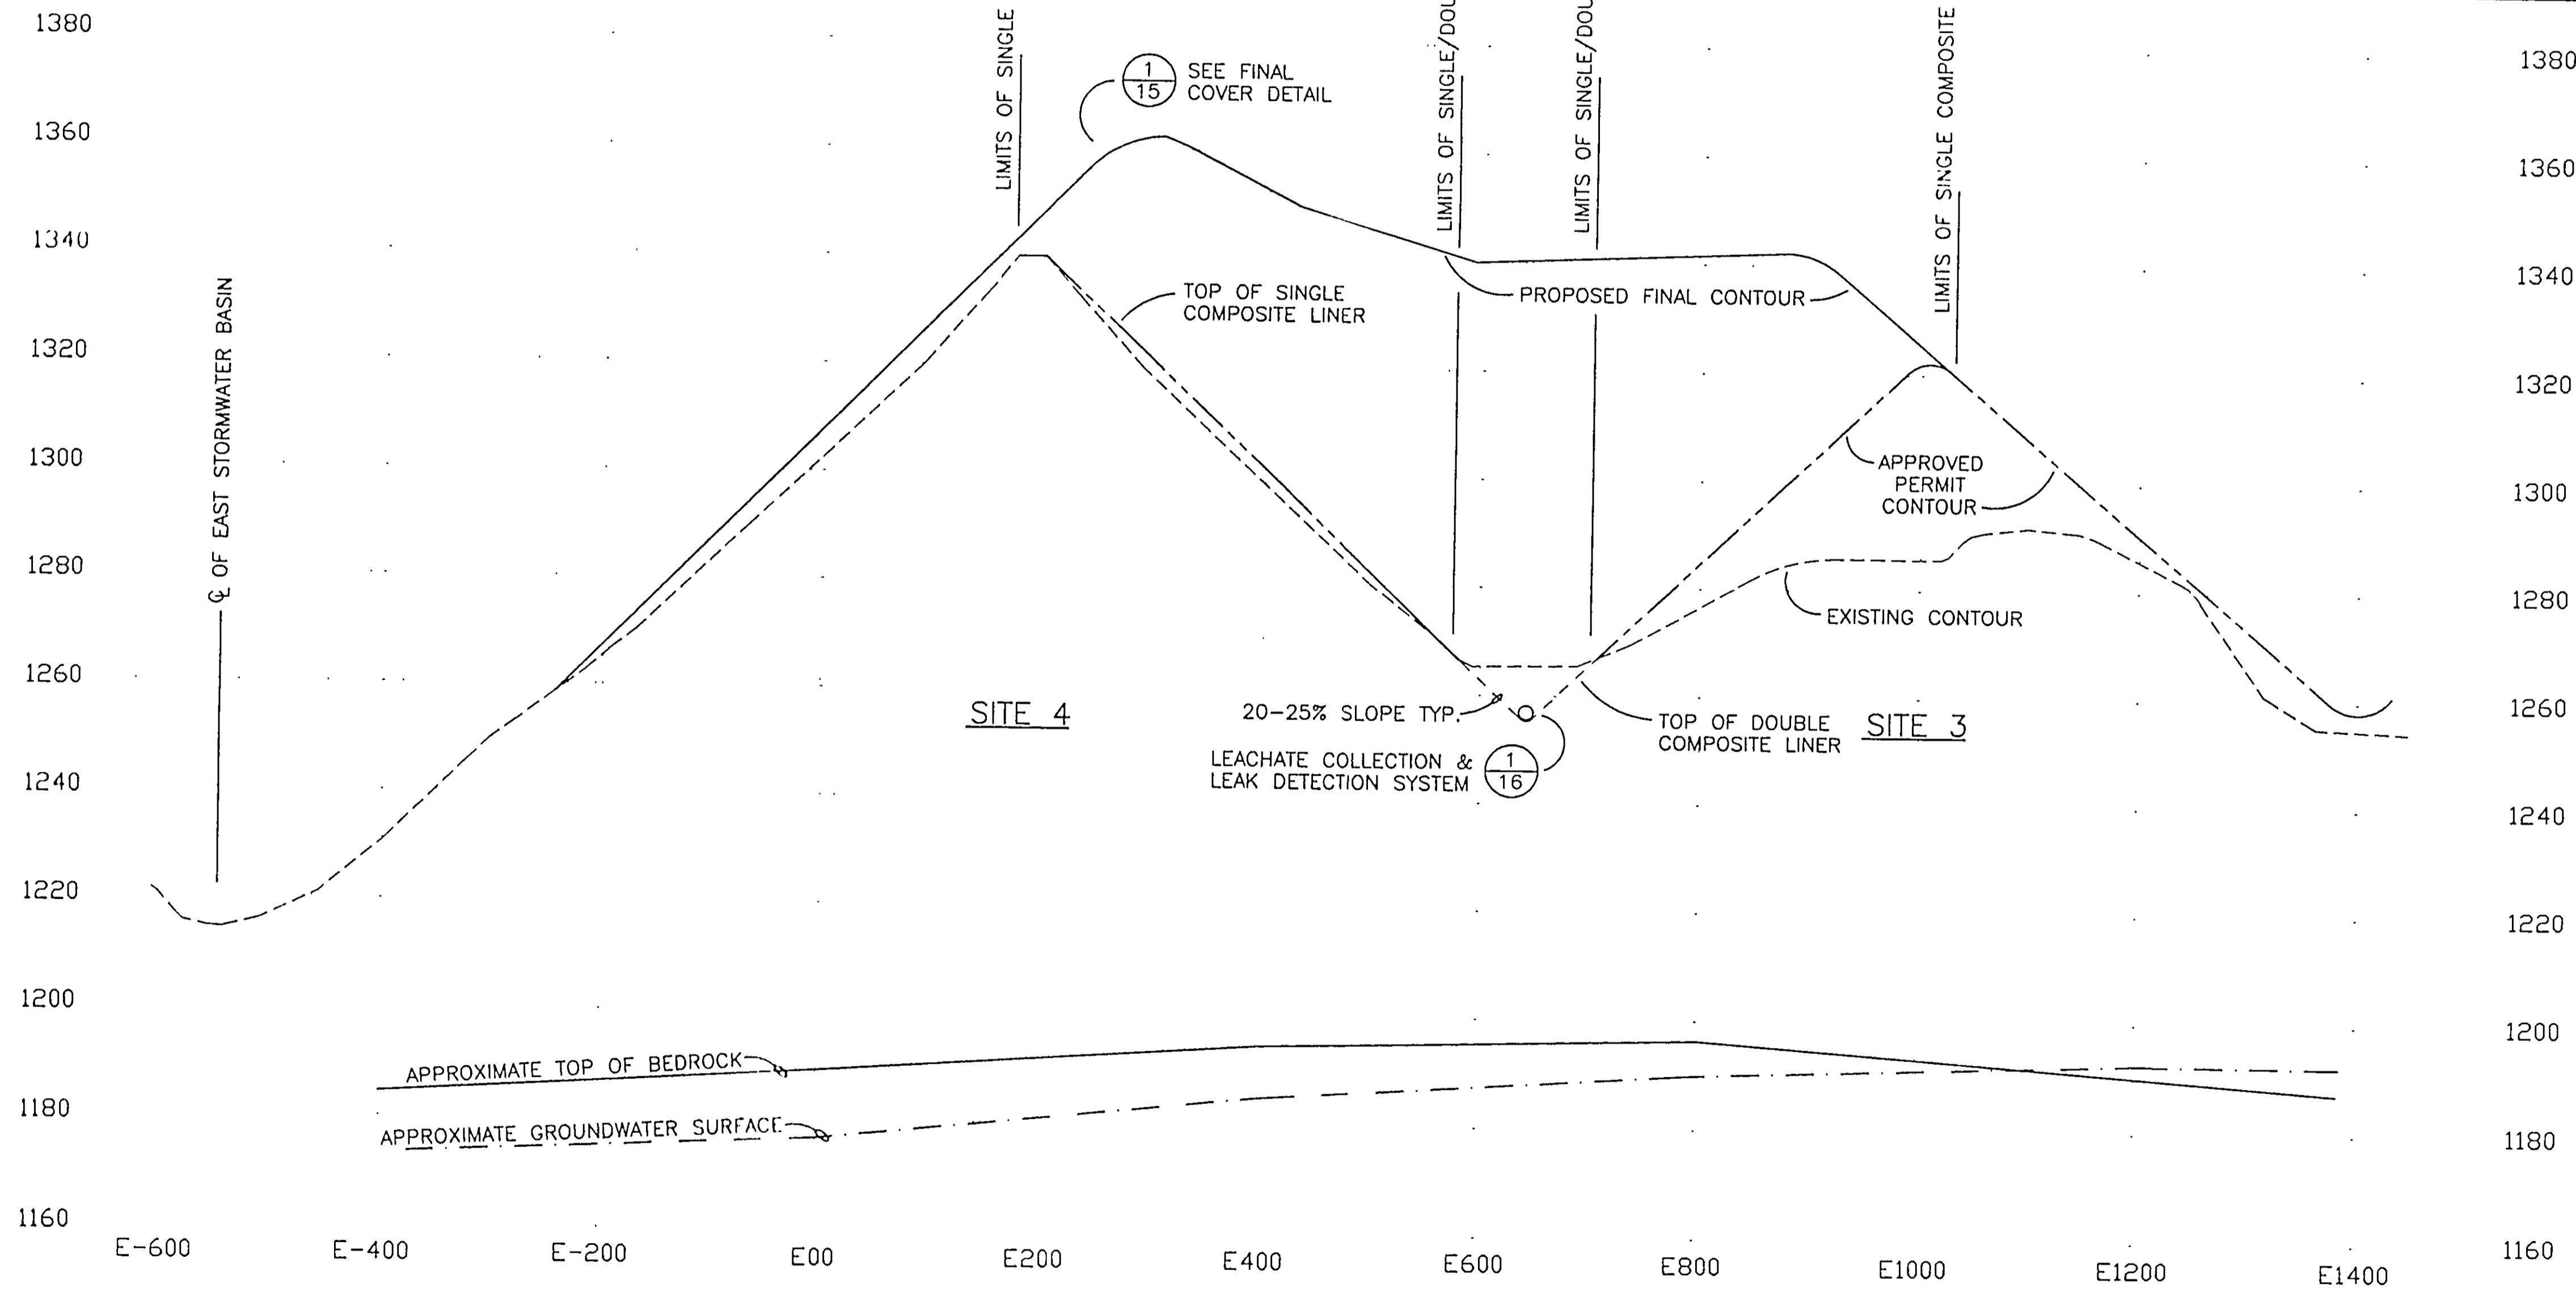 1380
1360
1340
1320
1300
1280
1260
1240
1220
1200
1180
1160
1380
1360
1340
1320
1300
1280
1260
1240
1220
1200
1180
1160
E-600
E-400
E-200
E00
E200
E400
E600
E800
E1000
E1200
E1400
℄ OF EAST STORMWATER BASIN
LIMITS OF SINGLE
1
15
SEE FINAL
COVER DETAIL
LIMITS OF SINGLE/DOU
LIMITS OF SINGLE/DOU
LIMITS OF SINGLE COMPOSITE
TOP OF SINGLE
COMPOSITE LINER
PROPOSED FINAL CONTOUR
APPROVED
PERMIT
CONTOUR
EXISTING CONTOUR
SITE 4
20-25% SLOPE TYP.
LEACHATE COLLECTION &
LEAK DETECTION SYSTEM
1
16
TOP OF DOUBLE
COMPOSITE LINER
SITE 3
APPROXIMATE TOP OF BEDROCK
APPROXIMATE GROUNDWATER SURFACE